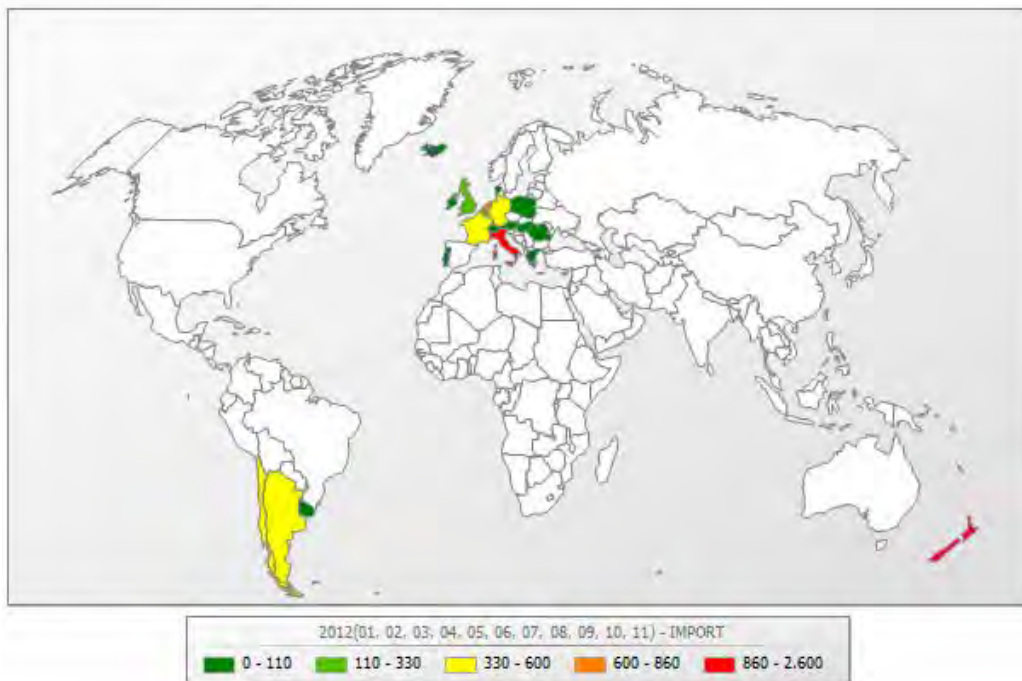 2012(01, 02, 03, 04, 05, 06, 07, 08, 09, 10, 11) - IMPORT
0 - 110 110 - 330 330 - 600 600 - 860 860 - 2.600